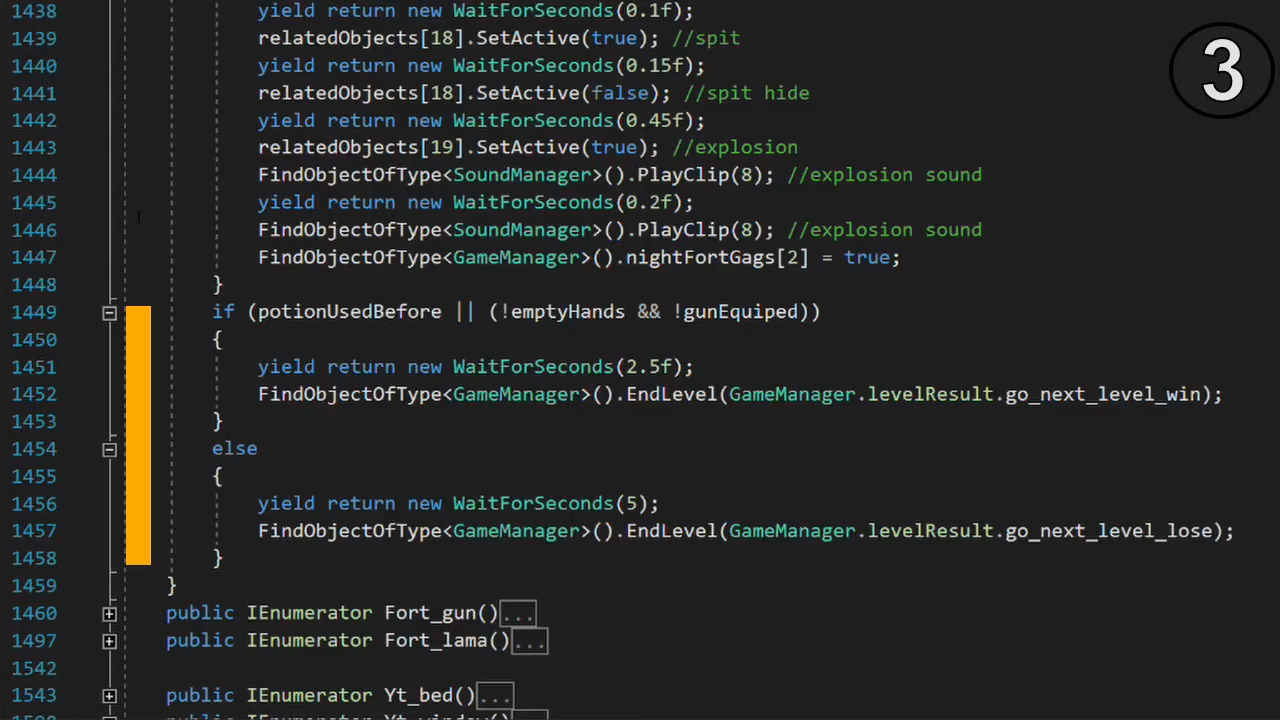 1438 yield return new WaitForSeconds(0.1f);
1439 relatedObjects[18].SetActive(true); //spit
1440 yield return new WaitForSeconds(0.15f);
1441 relatedObjects[18].SetActive(false); //spit hide
1442 yield return new WaitForSeconds(0.45f);
1443 relatedObjects[19].SetActive(true); //explosion
1444 FindObjectOfType<SoundManager>().PlayClip(8); //explosion sound
1445 yield return new WaitForSeconds(0.2f);
1446 FindObjectOfType<SoundManager>().PlayClip(8); //explosion sound
1447 FindObjectOfType<GameManager>().nightFortGags[2] = true;
1448 }
1449 if (potionUsedBefore || (!emptyHands && !gunEquiped))
1450 {
1451 yield return new WaitForSeconds(2.5f);
1452 FindObjectOfType<GameManager>().EndLevel(GameManager.levelResult.go_next_level_win);
1453 }
1454 else
1455 {
1456 yield return new WaitForSeconds(5);
1457 FindObjectOfType<GameManager>().EndLevel(GameManager.levelResult.go_next_level_lose);
1458 }
1459 }
1460 public IEnumerator Fort_gun()...
1497 public IEnumerator Fort_lama()...
1542
1543 public IEnumerator Yt_bed()...
3